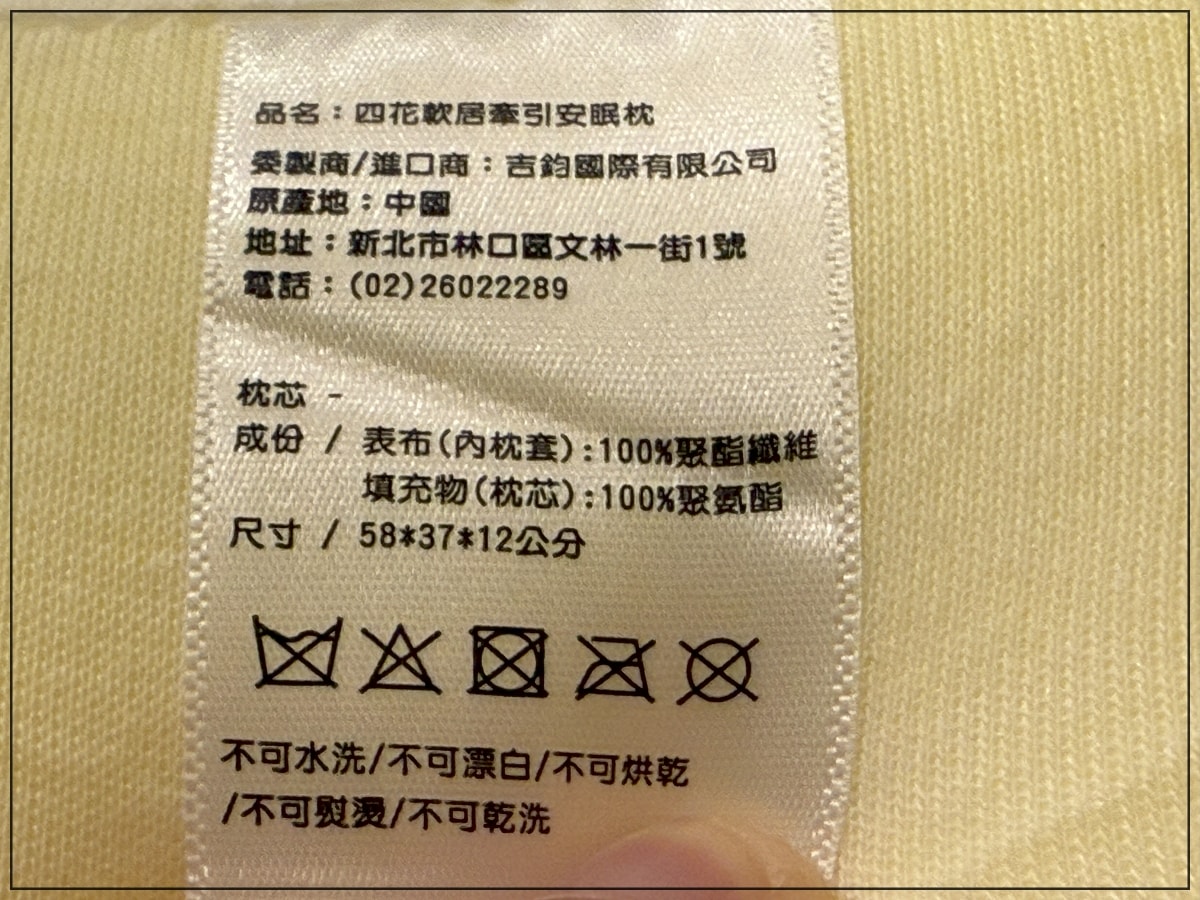 品名：四花軟居牽引安眠枕
委製商/進口商：吉鈞國際有限公司
原產地：中國
地址：新北市林口區文林一街1號
電話：(02)26022289
枕芯 -
成份 / 表布(內枕套):100%聚酯纖維
填充物(枕芯):100%聚氨酯
尺寸 / 58*37*12公分
不可水洗/不可漂白/不可烘乾
/不可熨燙/不可乾洗